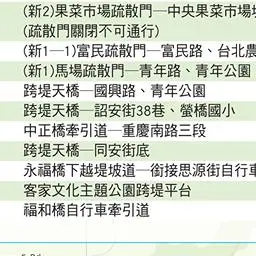 (新2)果菜市場疏散門─中央果菜市場
(疏散門關閉不可通行)
(新1─1)富民疏散門─富民路、台北農
(新1)馬場疏散門─青年路、青年公園
跨堤天橋─國興路、青年公園
跨堤天橋─詔安街38巷、螢橋國小
中正橋牽引道─重慶南路三段
跨堤天橋─同安街底
永福橋下越堤坡道─銜接思源街自行車
客家文化主題公園跨堤平台
福和橋自行車牽引道